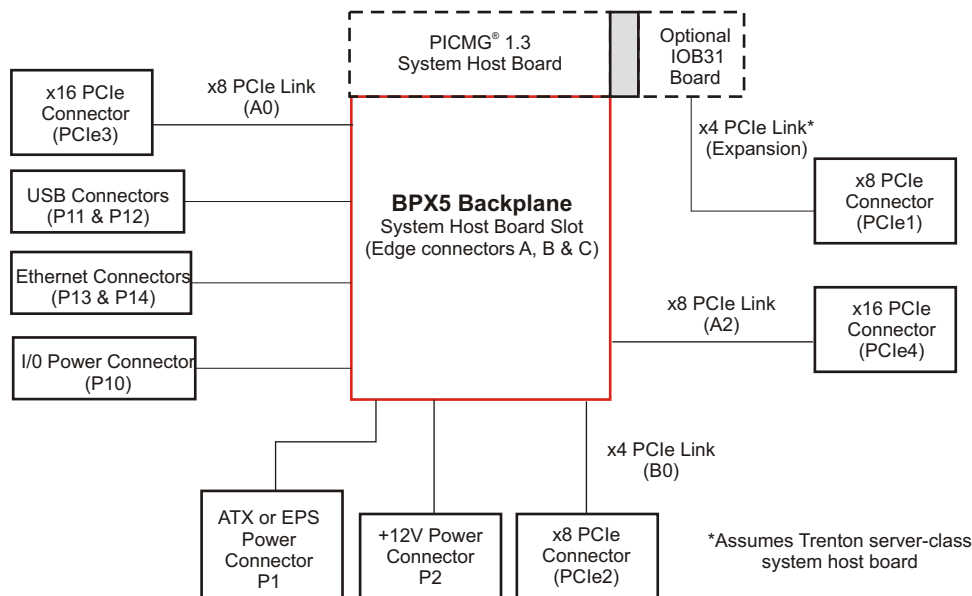 PICMG® 1.3
System Host Board
Optional
IOB31
Board
x8 PCIe Link
(A0)
x16 PCIe
Connector
(PCIe3)
x4 PCIe Link*
(Expansion)
x8 PCIe
Connector
(PCIe1)
USB Connectors
(P11 & P12)
BPX5 Backplane
System Host Board Slot
(Edge connectors A, B & C)
Ethernet Connectors
(P13 & P14)
x8 PCIe Link
(A2)
x16 PCIe
Connector
(PCIe4)
I/0 Power Connector
(P10)
x4 PCIe Link
(B0)
ATX or EPS
Power
Connector
P1
+12V Power
Connector
P2
x8 PCIe
Connector
(PCIe2)
*Assumes Trenton server-class
system host board